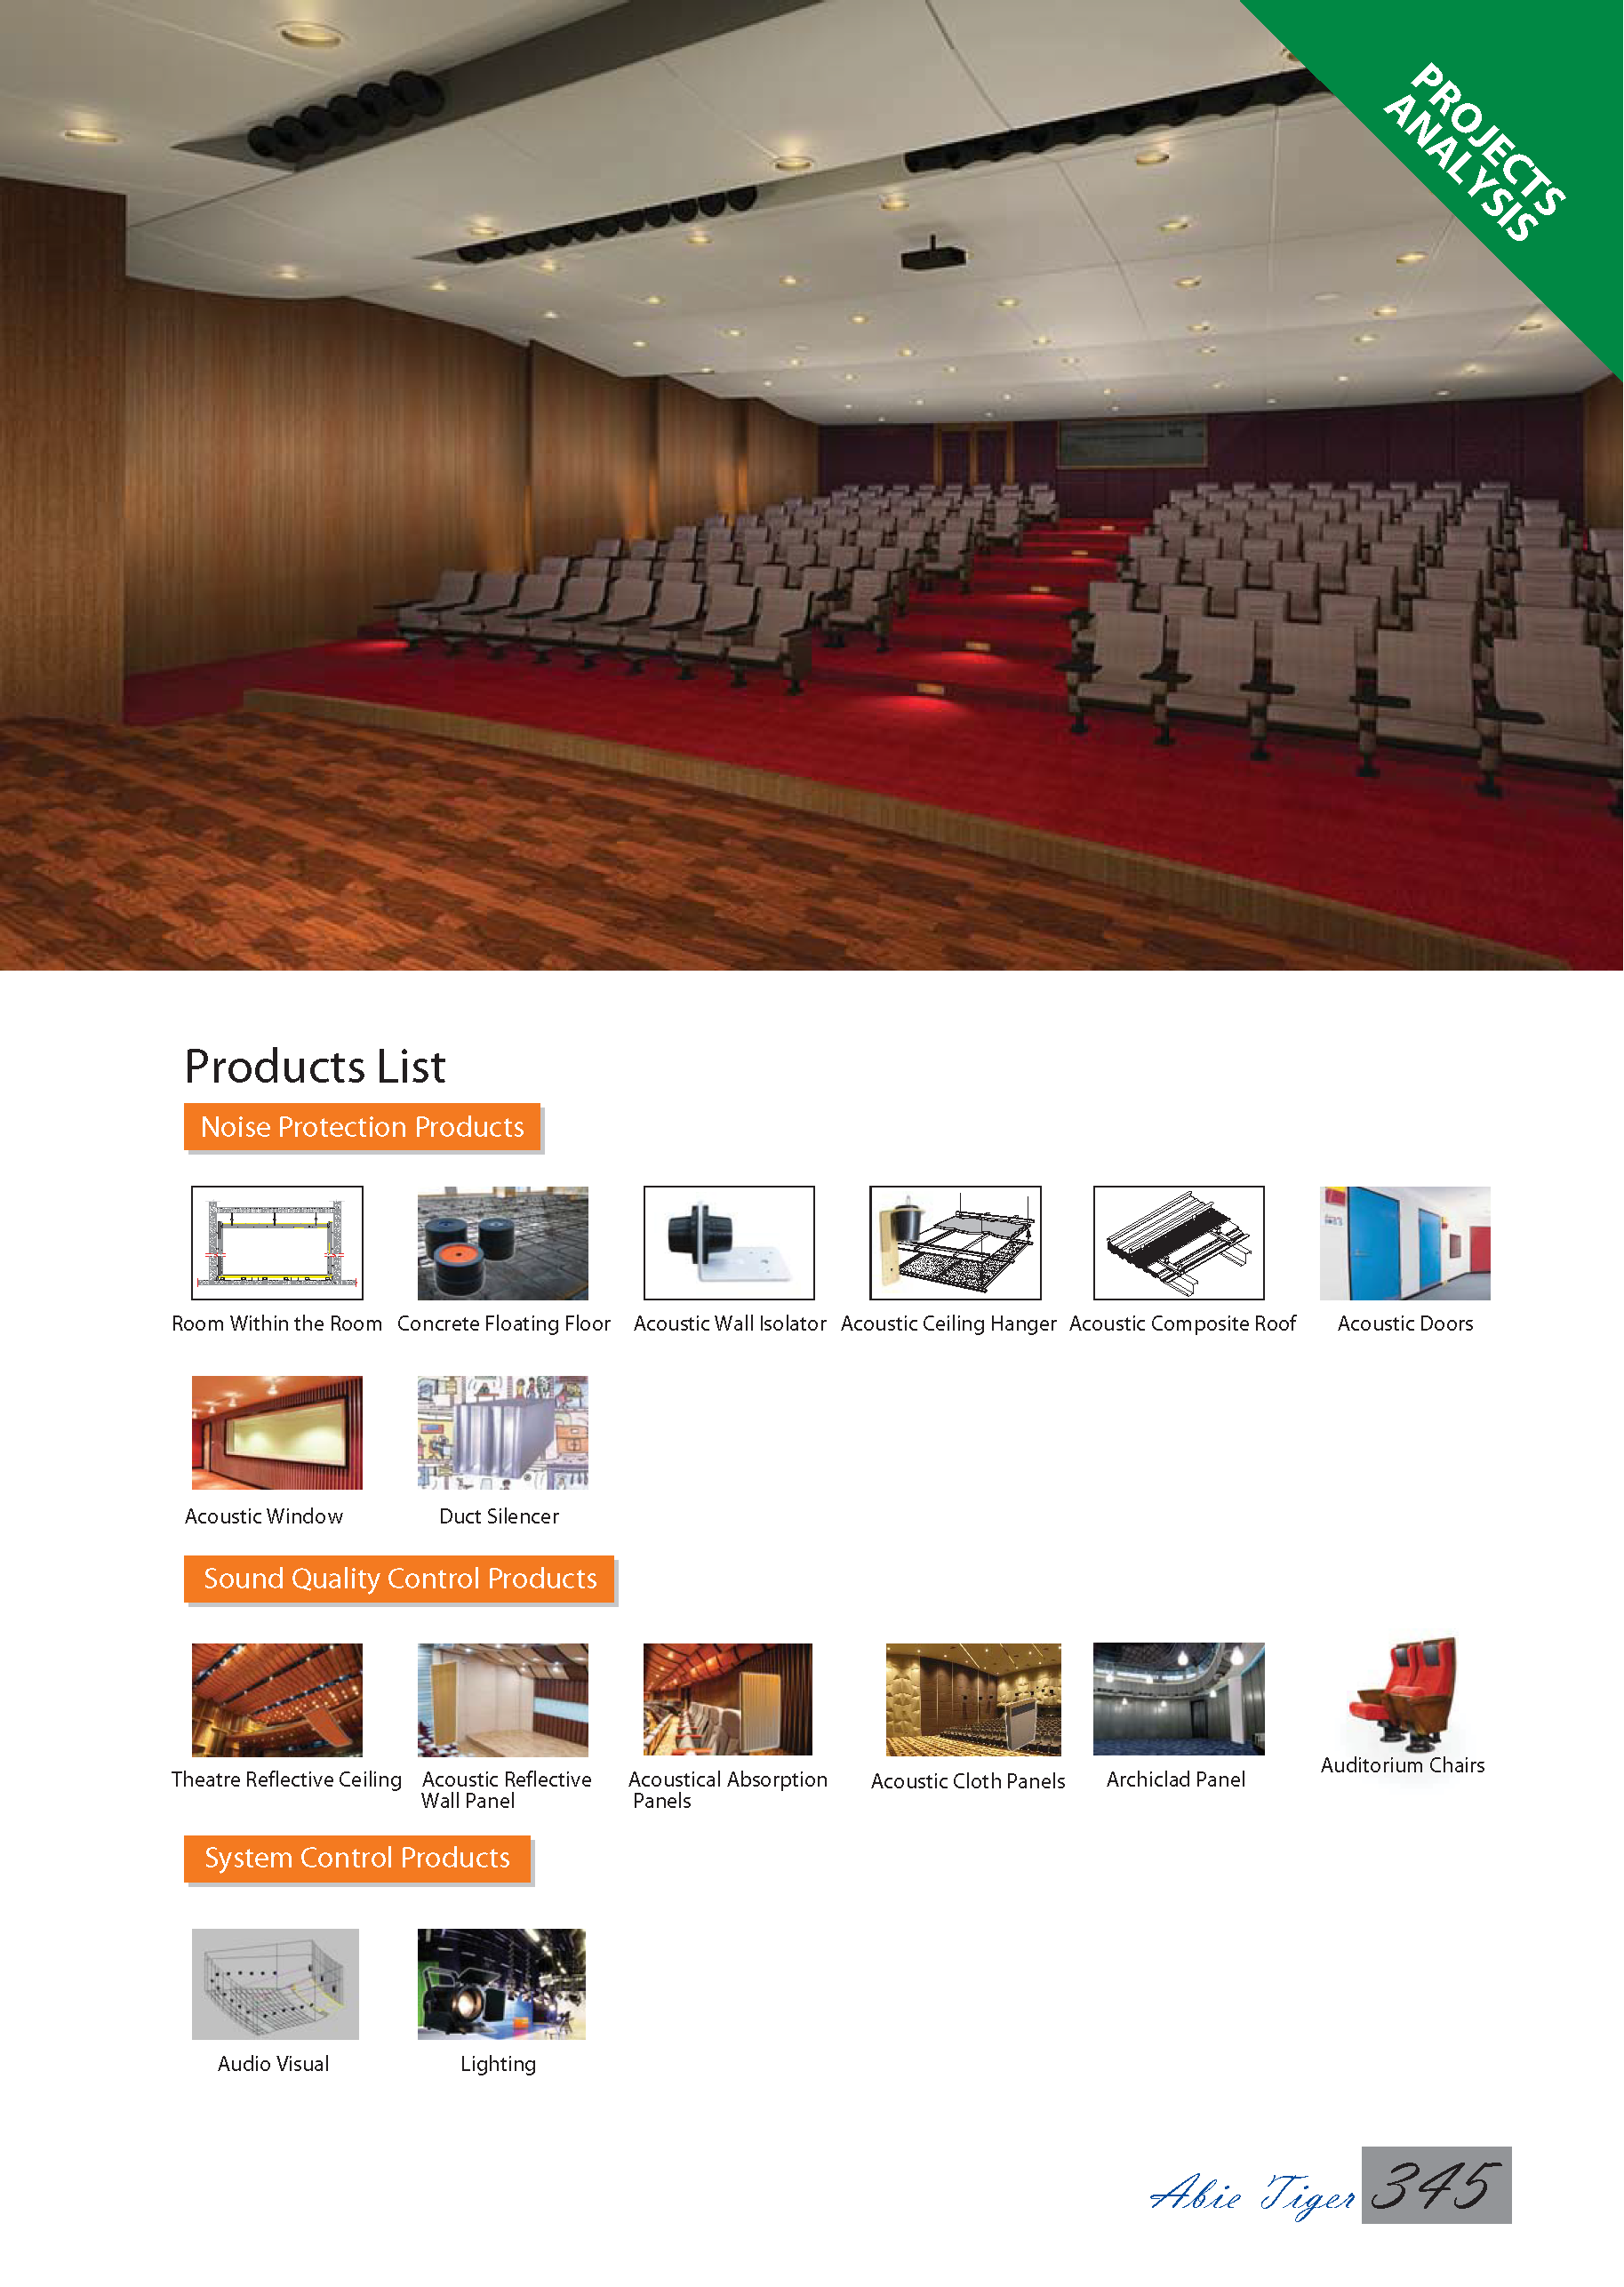 PROJECTS
ANALYSIS
Products List
Noise Protection Products
Room Within the Room
Concrete Floating Floor
Acoustic Wall Isolator
Acoustic Ceiling Hanger
Acoustic Composite Roof
Acoustic Doors
Acoustic Window
Duct Silencer
Sound Quality Control Products
Theatre Reflective Ceiling
Acoustic Reflective
Wall Panel
Acoustical Absorption
Panels
Acoustic Cloth Panels
Archiclad Panel
Auditorium Chairs
System Control Products
Audio Visual
Lighting
Abie Tiger 345